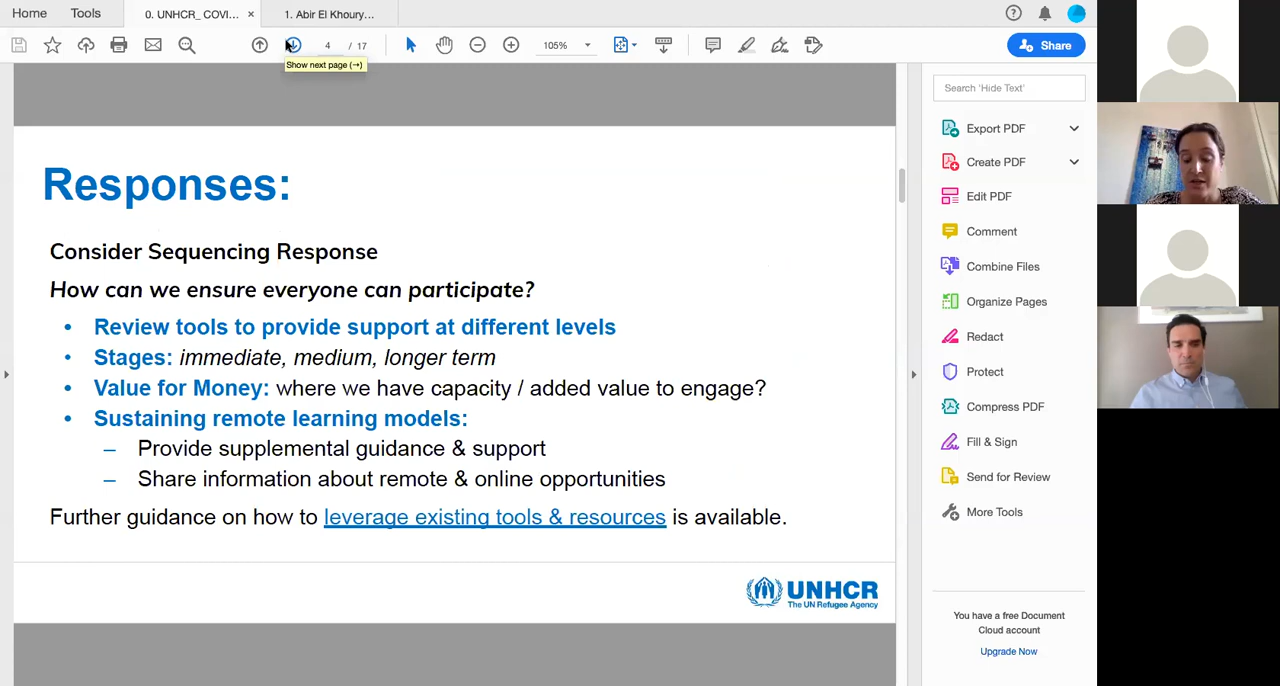 Home
Tools
0. UNHCR_ COVI... ×
1. Abir El Khoury...
4 / 17
105%
Share
Show next page (→)
Search 'Hide Text'
Export PDF
Create PDF
Edit PDF
Comment
Combine Files
Organize Pages
Redact
Protect
Compress PDF
Fill & Sign
Send for Review
More Tools
You have a free Document
Cloud account
Upgrade Now
Responses:
Consider Sequencing Response
How can we ensure everyone can participate?
• Review tools to provide support at different levels
• Stages: immediate, medium, longer term
• Value for Money: where we have capacity / added value to engage?
• Sustaining remote learning models:
– Provide supplemental guidance & support
– Share information about remote & online opportunities
Further guidance on how to leverage existing tools & resources is available.
UNHCR
The UN Refugee Agency